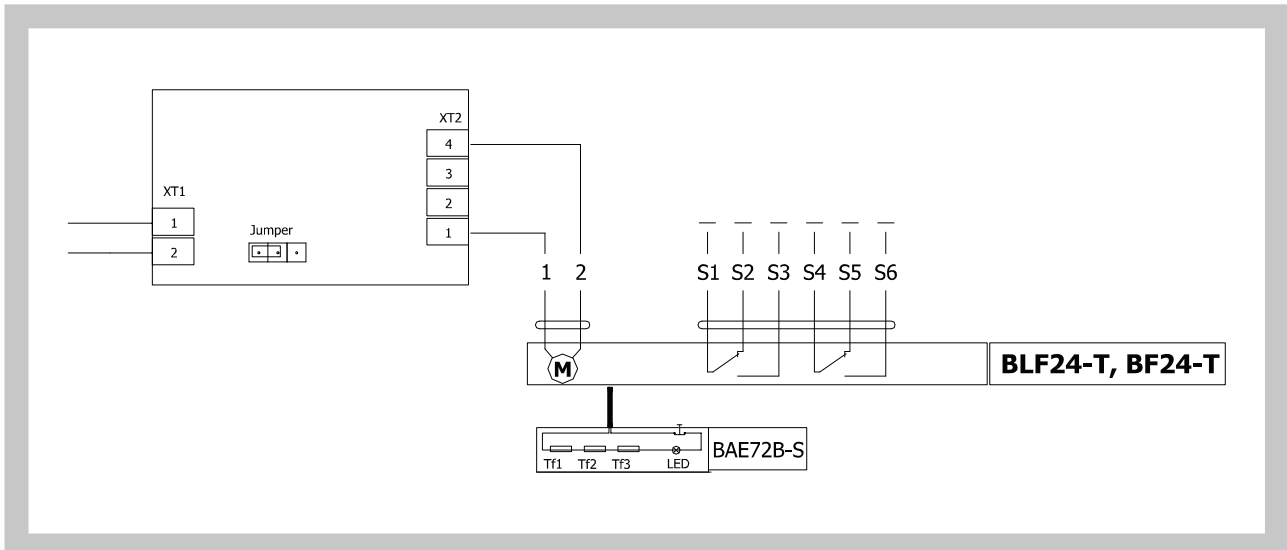 XT2
4
3
XT1
2
1
Jumper
1
2
1 2 S1 S2 S3 S4 S5 S6
M
BLF24-T, BF24-T
BAE72B-S
Tf1 Tf2 Tf3 LED